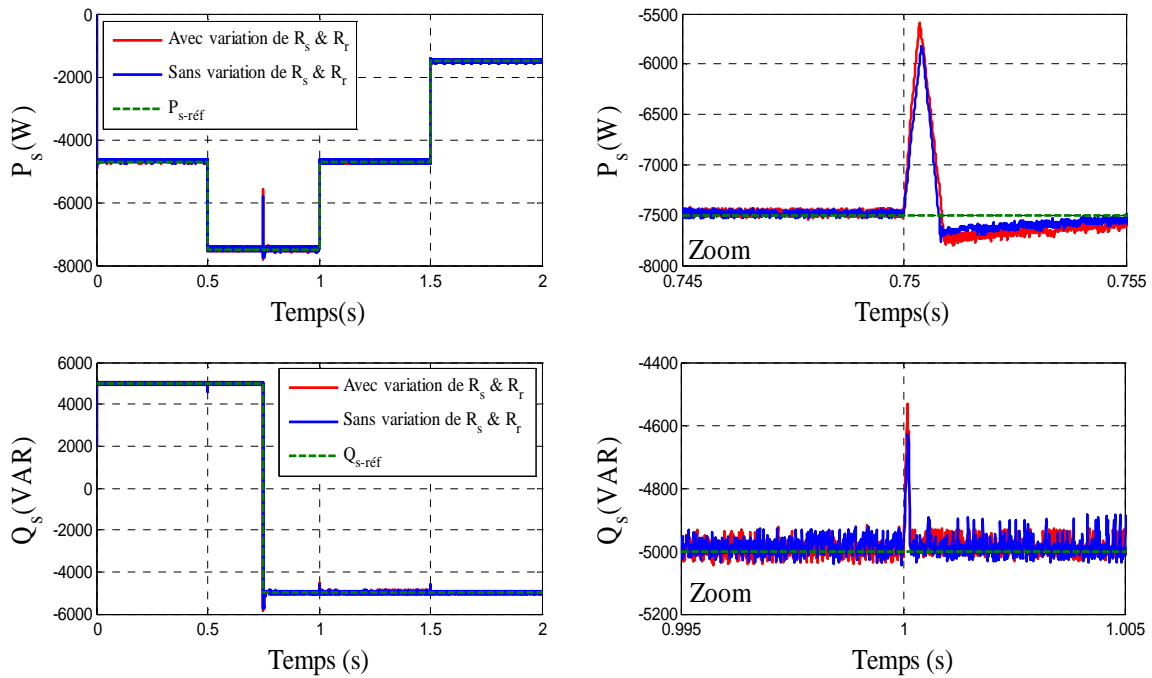 0
-2000
-4000
-6000
-8000
P_s(W)
Avec variation de R_s & R_r
Sans variation de R_s & R_r
P_s-réf
0 0.5 1 1.5 2
Temps(s)
-5500
-6000
-6500
-7000
-7500
-8000
P_s(W)
Zoom
0.745 0.75 0.755
Temps(s)
6000
4000
2000
0
-2000
-4000
-6000
Q_s(VAR)
Avec variation de R_s & R_r
Sans variation de R_s & R_r
Q_s-réf
0 0.5 1 1.5 2
Temps (s)
-4400
-4600
-4800
-5000
-5200
Q_s(VAR)
Zoom
0.995 1 1.005
Temps (s)